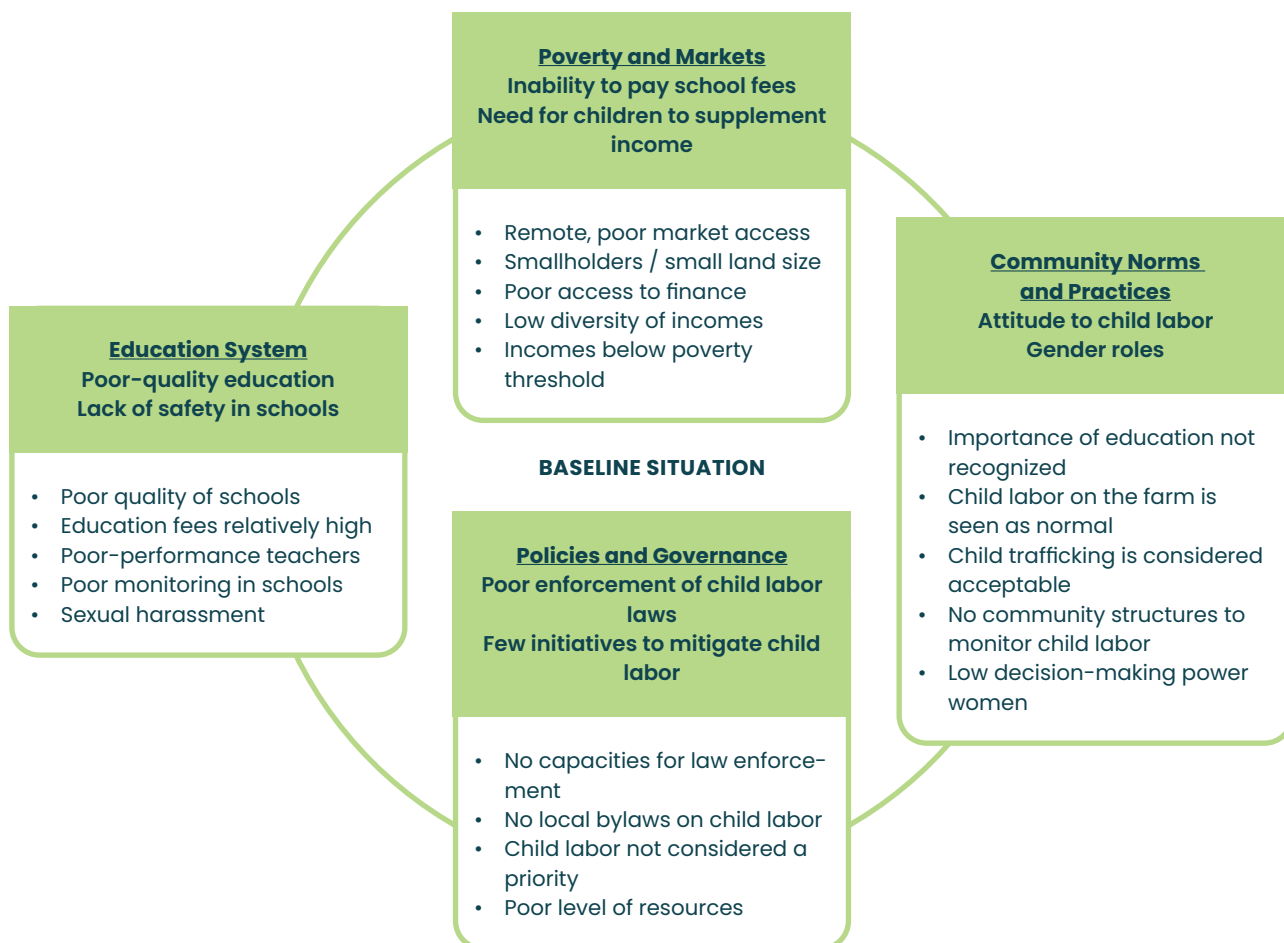 Poverty and Markets
Inability to pay school fees
Need for children to supplement
income
• Remote, poor market access
• Smallholders / small land size
• Poor access to finance
• Low diversity of incomes
• Incomes below poverty
threshold
Community Norms
and Practices
Attitude to child labor
Gender roles
• Importance of education not
recognized
• Child labor on the farm is
seen as normal
• Child trafficking is considered
acceptable
• No community structures to
monitor child labor
• Low decision-making power
women
Education System
Poor-quality education
Lack of safety in schools
• Poor quality of schools
• Education fees relatively high
• Poor-performance teachers
• Poor monitoring in schools
• Sexual harassment
BASELINE SITUATION
Policies and Governance
Poor enforcement of child labor
laws
Few initiatives to mitigate child
labor
• No capacities for law enforce-
ment
• No local bylaws on child labor
• Child labor not considered a
priority
• Poor level of resources